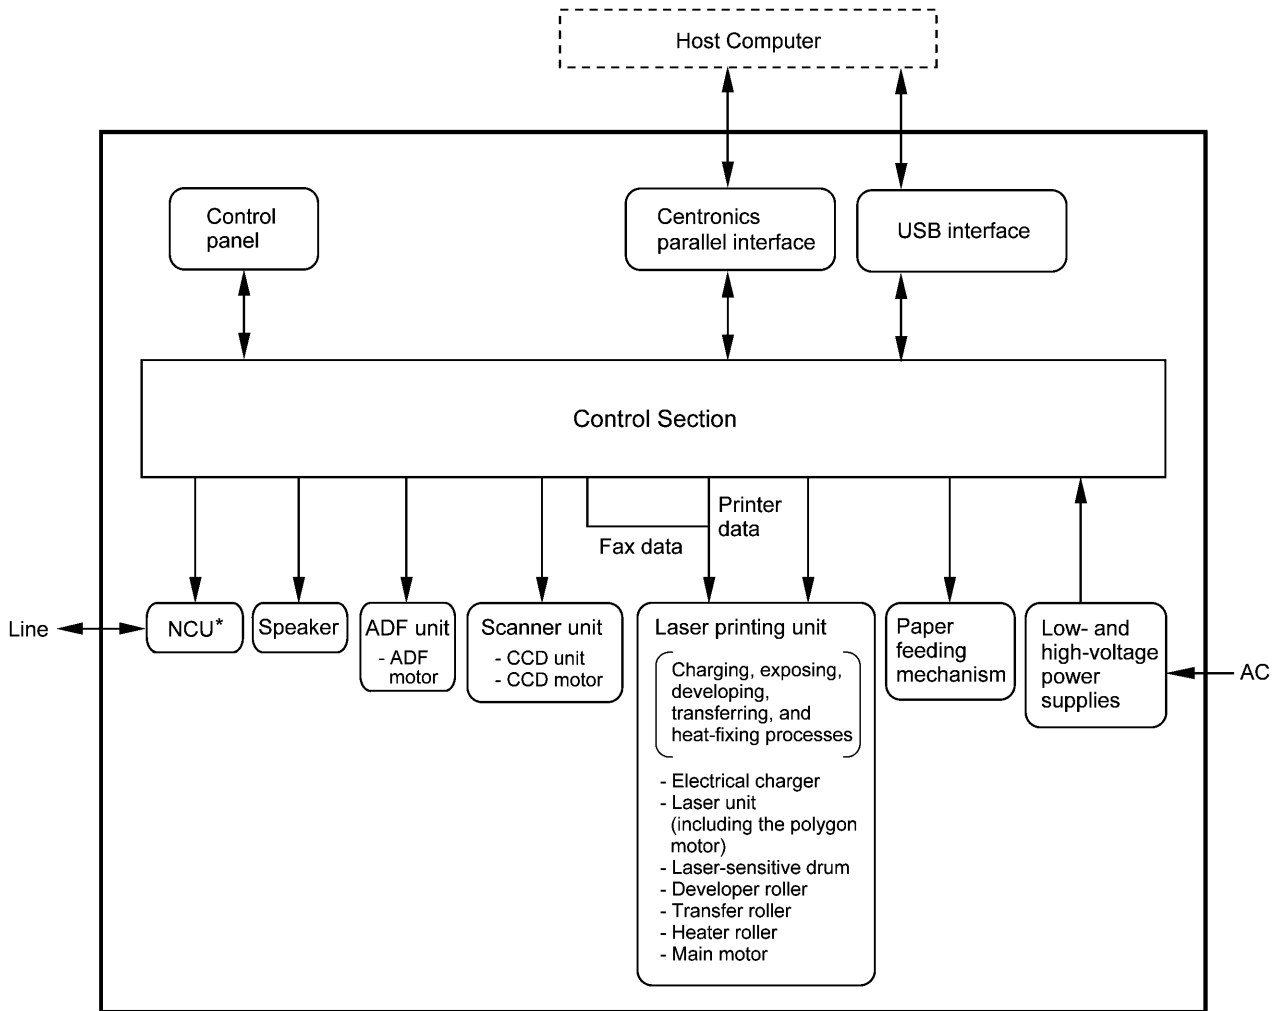 Host Computer
Control
panel
Centronics
parallel interface
USB interface
Control Section
Printer
data
Fax data
Line
NCU*
Speaker
ADF unit
- ADF
motor
Scanner unit
- CCD unit
- CCD motor
Laser printing unit
Charging, exposing,
developing,
transferring, and
heat-fixing processes
- Electrical charger
- Laser unit
(including the polygon
motor)
- Laser-sensitive drum
- Developer roller
- Transfer roller
- Heater roller
- Main motor
Paper
feeding
mechanism
Low- and
high-voltage
power
supplies
AC